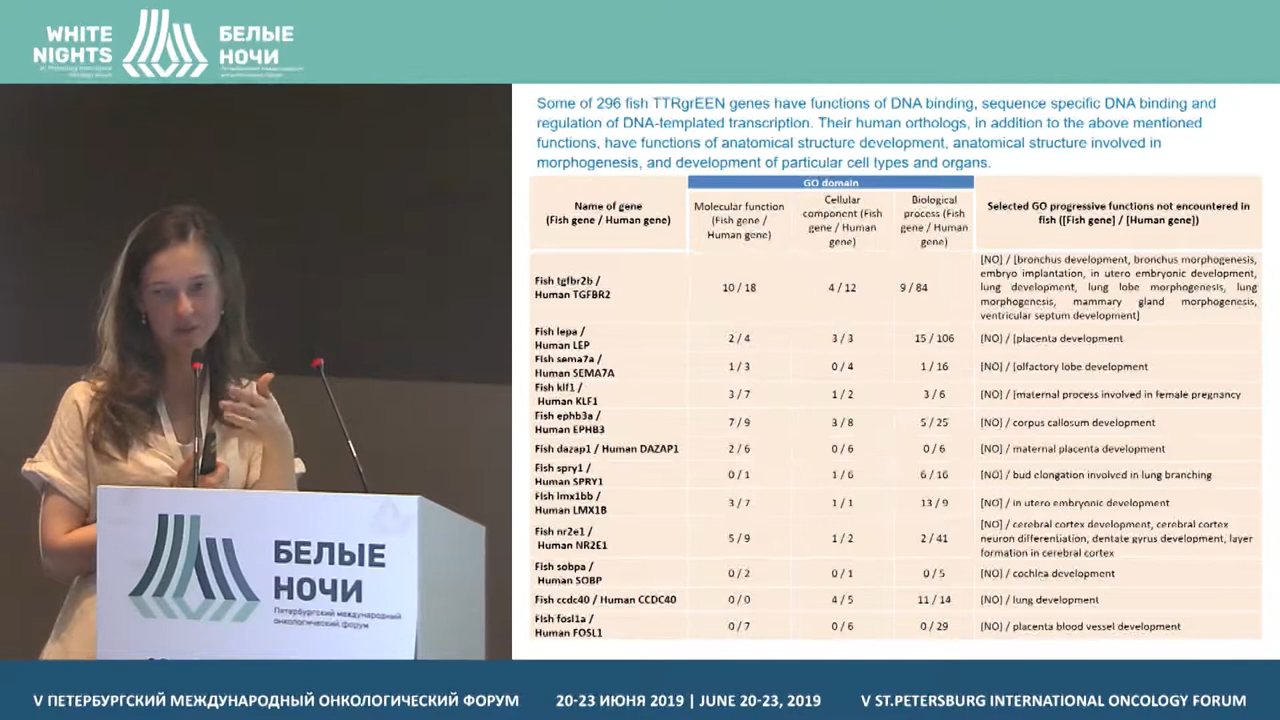 WHITE
NIGHTS
БЕЛЫЕ
НОЧИ
Some of 296 fish TTRgrEEN genes have functions of DNA binding, sequence specific DNA binding and
regulation of DNA-templated transcription. Their human orthologs, in addition to the above mentioned
functions, have functions of anatomical structure development, anatomical structure involved in
morphogenesis, and development of particular cell types and organs.
GO domain
Name of gene
(Fish gene / Human gene)
Molecular function
(Fish gene /
Human gene)
Cellular
component (Fish
gene / Human
gene)
Biological
process (Fish
gene / Human
gene)
Selected GO progressive functions not encountered in
fish ([Fish gene] / [Human gene])
Fish tgfbr2b /
Human TGFBR2
10 / 18
4 / 12
9 / 84
[NO] / [bronchus development, bronchus morphogenesis,
embryo implantation, in utero embryonic development,
lung development, lung lobe morphogenesis, lung
morphogenesis, mammary gland morphogenesis,
ventricular septum development]
Fish lepa /
Human LEP
2 / 4
3 / 3
15 / 106
[NO] / [placenta development
Fish sema7a /
Human SEMA7A
1 / 3
0 / 4
1 / 16
[NO] / [olfactory lobe development
Fish klf1 /
Human KLF1
3 / 7
1 / 2
3 / 6
[NO] / [maternal process involved in female pregnancy
Fish ephb3a /
Human EPHB3
7 / 9
3 / 8
5 / 25
[NO] / corpus callosum development
Fish dazap1 / Human DAZAP1
2 / 6
0 / 6
0 / 6
[NO] / maternal placenta development
Fish spry1 /
Human SPRY1
0 / 1
1 / 6
6 / 16
[NO] / bud elongation involved in lung branching
Fish lmx1bb /
Human LMX1B
3 / 7
1 / 1
13 / 9
[NO] / in utero embryonic development
Fish nr2e1 /
Human NR2E1
5 / 9
1 / 2
2 / 41
[NO] / cerebral cortex development, cerebral cortex
neuron differentiation, dentate gyrus development, layer
formation in cerebral cortex
Fish sobpa /
Human SOBP
0 / 2
0 / 1
0 / 5
[NO] / cochlea development
Fish ccdc40 / Human CCDC40
0 / 0
4 / 5
11 / 14
[NO] / lung development
Fish fosl1a /
Human FOSL1
0 / 7
0 / 6
0 / 29
[NO] / placenta blood vessel development
БЕЛЫЕ
НОЧИ
Петербургский международный
онкологический форум
V ПЕТЕРБУРГСКИЙ МЕЖДУНАРОДНЫЙ ОНКОЛОГИЧЕСКИЙ ФОРУМ
20-23 ИЮНЯ 2019 | JUNE 20-23, 2019
V ST.PETERSBURG INTERNATIONAL ONCOLOGY FORUM